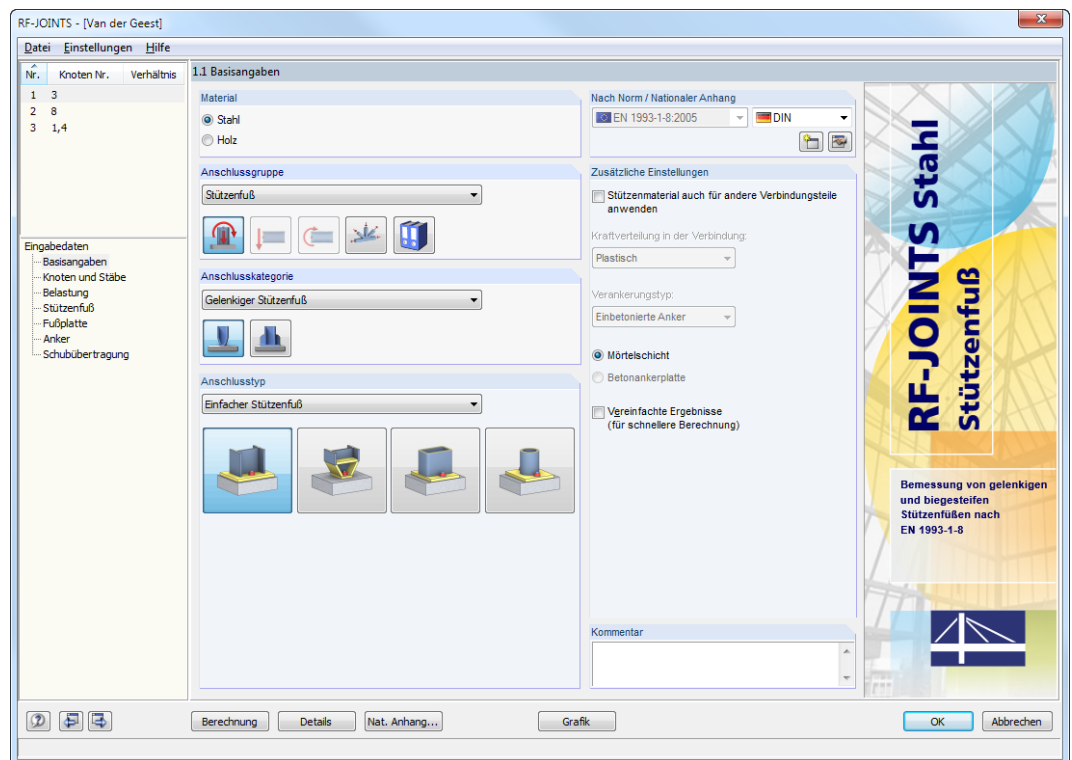 RF-JOINTS - [Van der Geest]
Datei Einstellungen Hilfe
Nr. Knoten Nr. Verhältnis
1 3
2 8
3 1,4
Eingabedaten
Basisangaben
Knoten und Stäbe
Belastung
Stützenfuß
Fußplatte
Anker
Schubübertragung
1.1 Basisangaben
Material
Stahl
Holz
Anschlussgruppe
Stützenfuß
Anschlusskategorie
Gelenkiger Stützenfuß
Anschlusstyp
Einfacher Stützenfuß
Nach Norm / Nationaler Anhang
EN 1993-1-8:2005
DIN
Zusätzliche Einstellungen
Stützenmaterial auch für andere Verbindungsteile
anwenden
Kraftverteilung in der Verbindung:
Plastisch
Verankerungstyp:
Einbetonierte Anker
Mörtelschicht
Betonankerplatte
Vereinfachte Ergebnisse
(für schnellere Berechnung)
Kommentar
RF-JOINTS Stahl
Stützenfuß
Bemessung von gelenkigen
und biegesteifen
Stützenfüßen nach
EN 1993-1-8
Berechnung
Details
Nat. Anhang...
Grafik
OK
Abbrechen